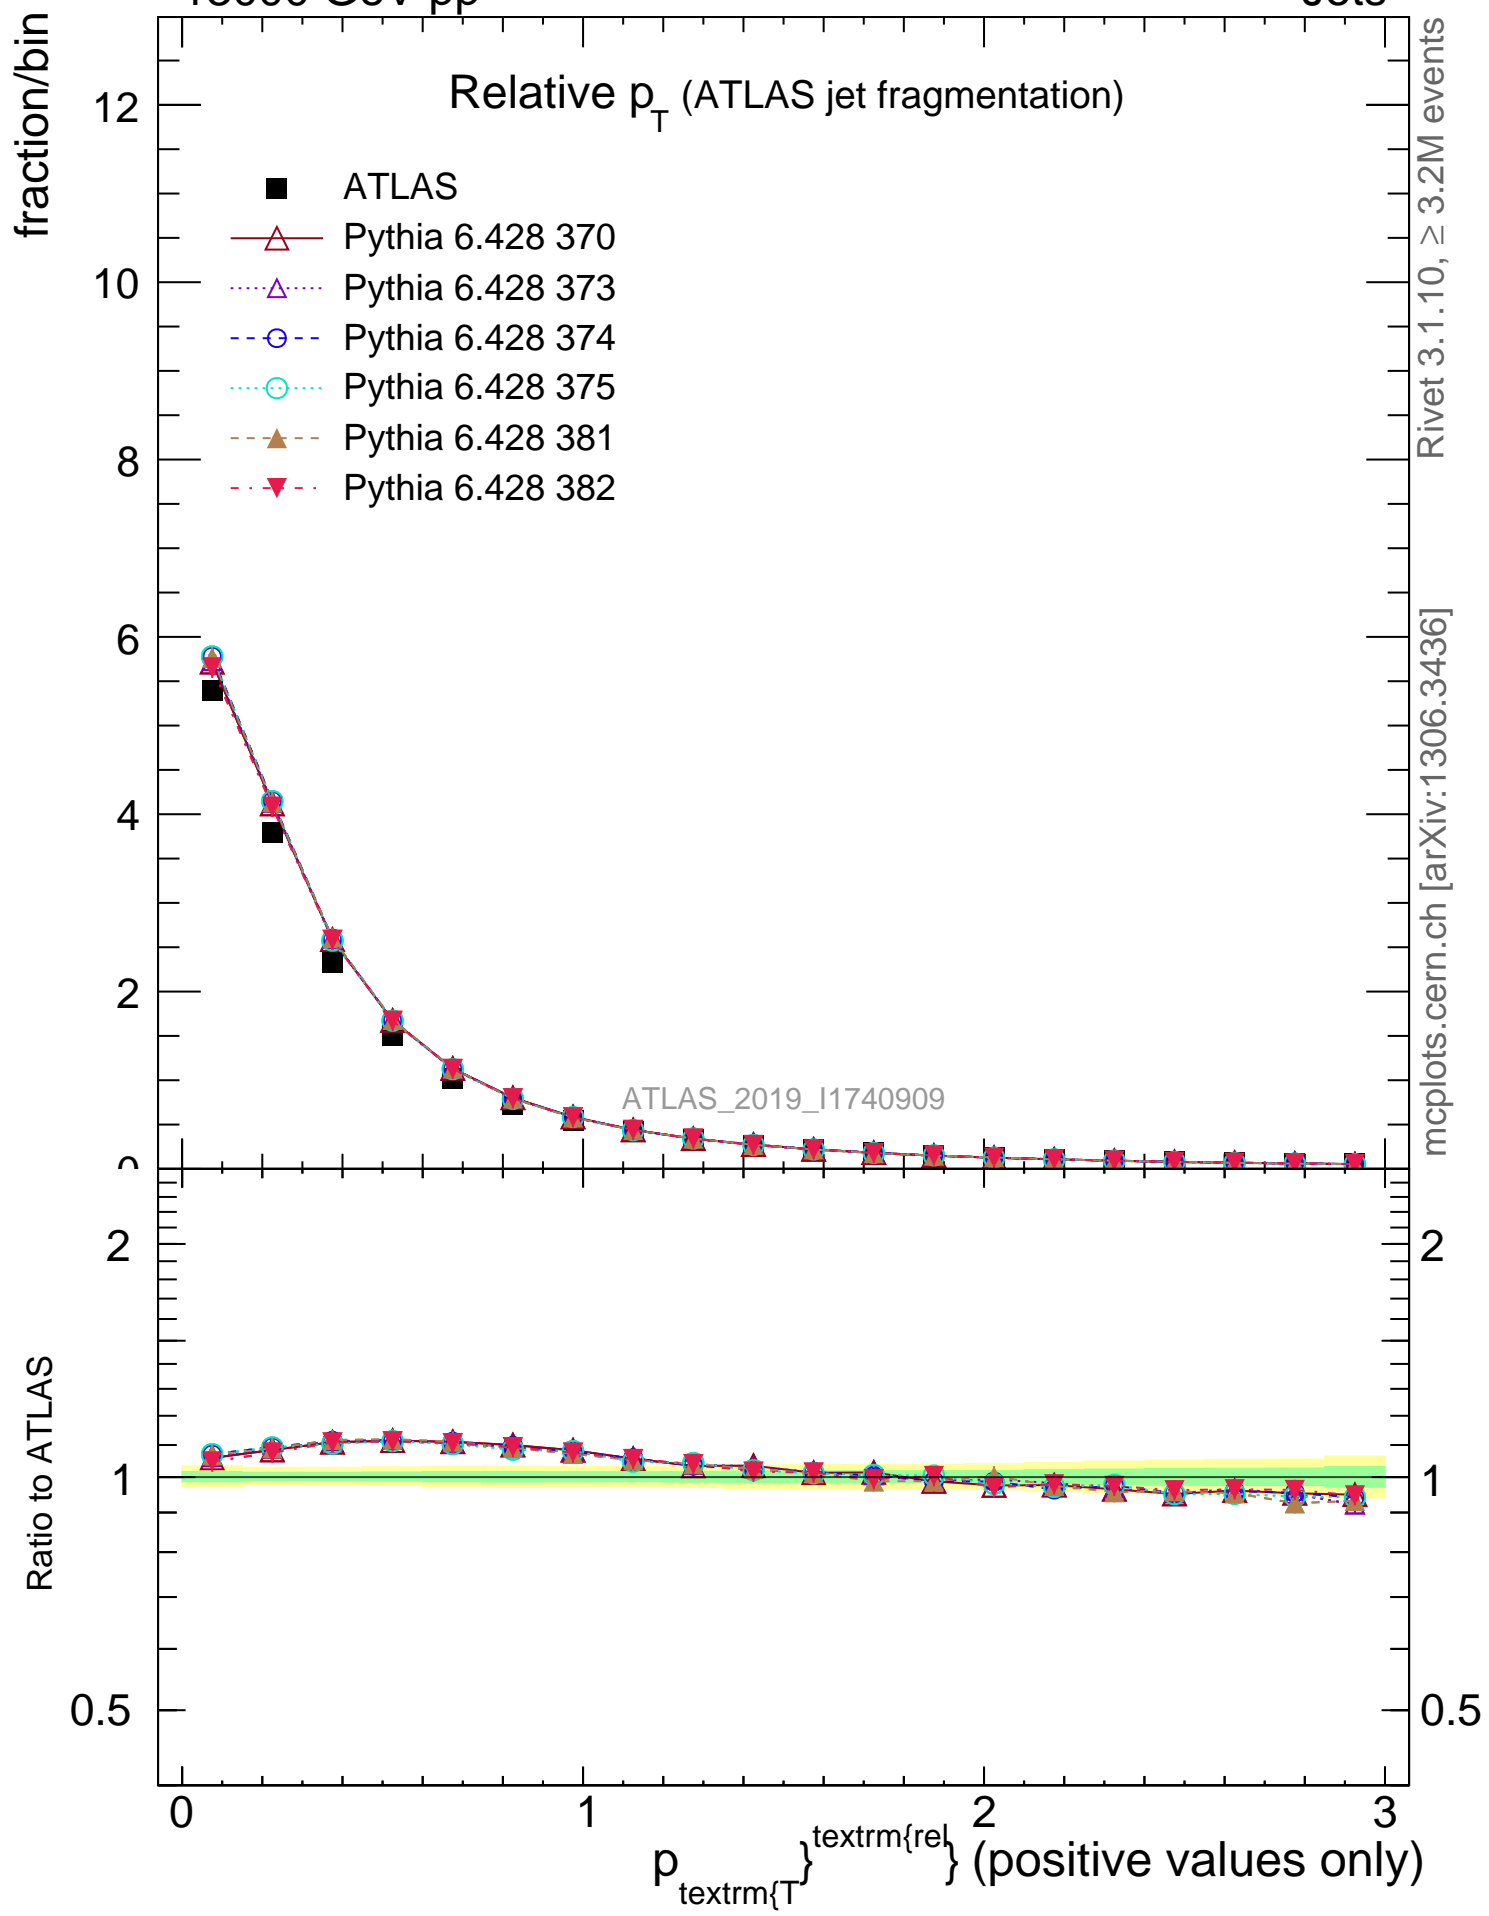 fraction/bin
Relative pT (ATLAS jet fragmentation)
ATLAS
Pythia 6.428 370
Pythia 6.428 373
Pythia 6.428 374
Pythia 6.428 375
Pythia 6.428 381
Pythia 6.428 382
12
10
8
6
4
2
0
ATLAS_2019_I1740909
Rivet 3.1.10, ≥ 3.2M events
mcplots.cern.ch [arXiv:1306.3436]
Ratio to ATLAS
2
1
0.5
2
1
0.5
0
1
2
3
p textrm{T } textrm{rel } (positive values only)